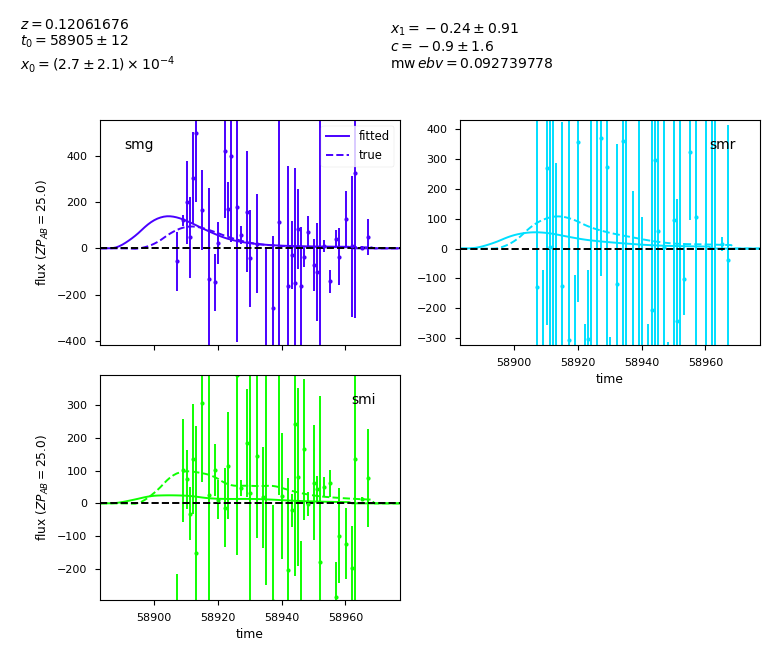 z = 0.12061676
t₀ = 58905 ± 12
x₀ = (2.7 ± 2.1) × 10⁻⁴
x₁ = −0.24 ± 0.91
c = −0.9 ± 1.6
mw ebv = 0.092739778
smg
fitted
true
400
200
0
−200
−400
flux (ZP_AB = 25.0)
smr
400
300
200
100
0
−100
−200
−300
58900 58920 58940 58960
time
smi
300
200
100
0
−100
−200
flux (ZP_AB = 25.0)
58900 58920 58940 58960
time